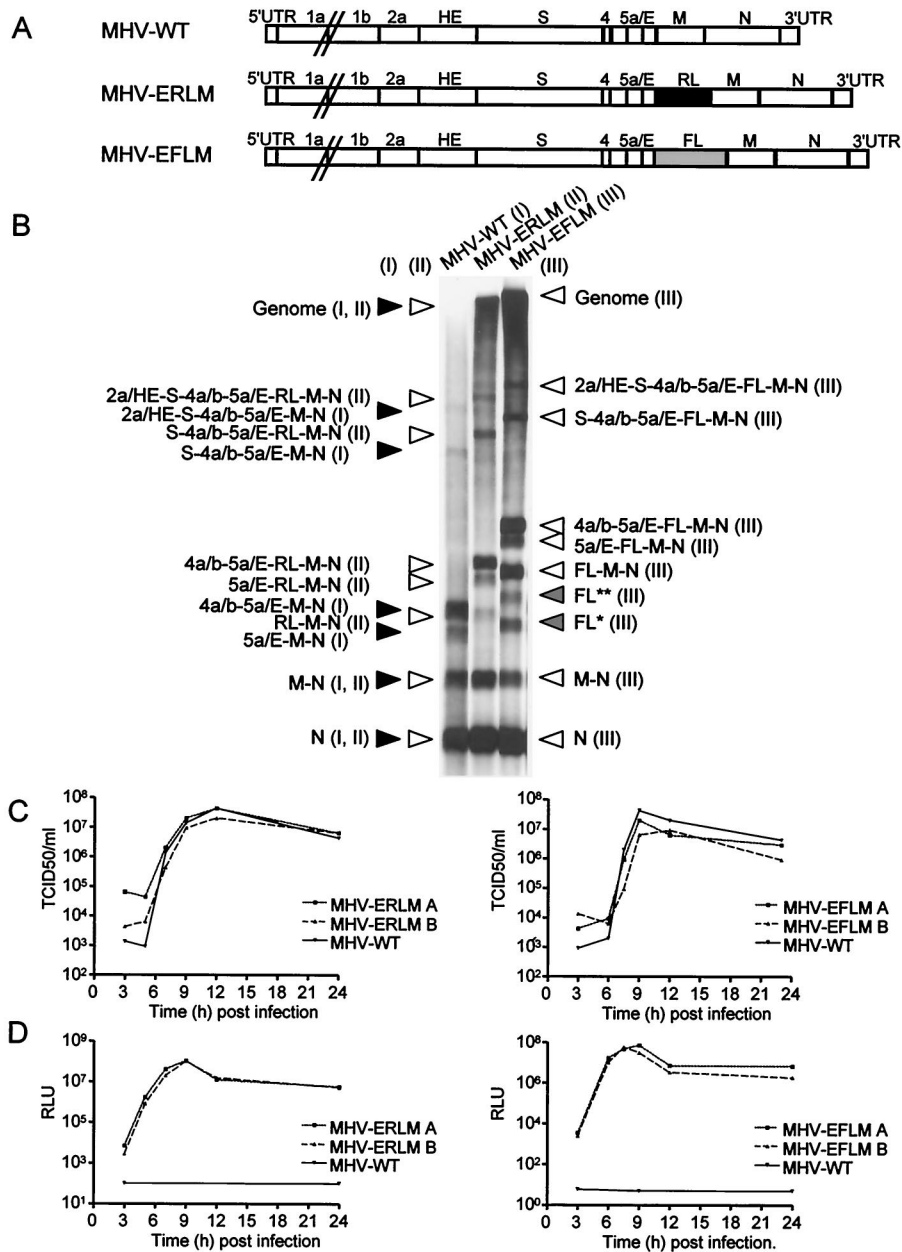 A
5'UTR 1a 1b 2a HE S 4 5a/E M N 3'UTR
MHV-WT
5'UTR 1a 1b 2a HE S 4 5a/E RL M N 3'UTR
MHV-ERLM
5'UTR 1a 1b 2a HE S 4 5a/E FL M N 3'UTR
MHV-EFLM
B
MHV-WT (I)
MHV-ERLM (II)
MHV-EFLM (III)
(I) (II) (III)
Genome (I, II)
Genome (III)
2a/HE-S-4a/b-5a/E-RL-M-N (II)
2a/HE-S-4a/b-5a/E-FL-M-N (III)
2a/HE-S-4a/b-5a/E-M-N (I)
S-4a/b-5a/E-FL-M-N (III)
S-4a/b-5a/E-RL-M-N (II)
S-4a/b-5a/E-M-N (I)
4a/b-5a/E-FL-M-N (III)
5a/E-FL-M-N (III)
4a/b-5a/E-RL-M-N (II)
FL-M-N (III)
5a/E-RL-M-N (II)
FL** (III)
4a/b-5a/E-M-N (I)
RL-M-N (II)
FL* (III)
5a/E-M-N (I)
M-N (I, II)
M-N (III)
N (I, II)
N (III)
C
TCID50/ml
10⁸
10⁷
10⁶
10⁵
10⁴
10³
10²
MHV-ERLM A
MHV-ERLM B
MHV-WT
0 3 6 9 12 15 18 21 24
Time (h) post infection
TCID50/ml
10⁸
10⁷
10⁶
10⁵
10⁴
10³
10²
MHV-EFLM A
MHV-EFLM B
MHV-WT
0 3 6 9 12 15 18 21 24
Time (h) post infection
D
RLU
10⁹
10⁷
10⁵
10³
10¹
MHV-ERLM A
MHV-ERLM B
MHV-WT
0 3 6 9 12 15 18 21 24
Time (h) post infection
RLU
10⁸
10⁶
10⁴
10²
10⁰
MHV-EFLM A
MHV-EFLM B
MHV-WT
0 3 6 9 12 15 18 21 24
Time (h) post infection.